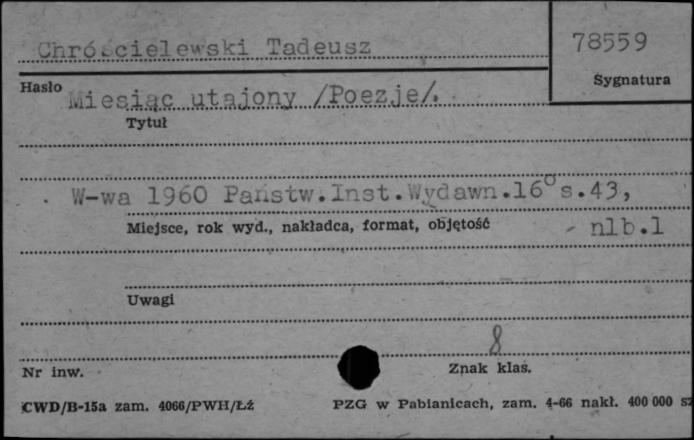 Chróścielewski Tadeusz
78559
Sygnatura
Hasło
Miesiąc utajony /Poezje/.
Tytuł
W-wa 1960 Państw.Inst.Wydawn.16° s.43,
Miejsce, rok wyd., nakładca, format, objętość
- nlb.1
Uwagi
8
Nr inw.
Znak klas.
CWD/B-15a zam. 4066/PWH/Łź
PZG w Pabianicach, zam. 4-66 nakł. 400 000 sz